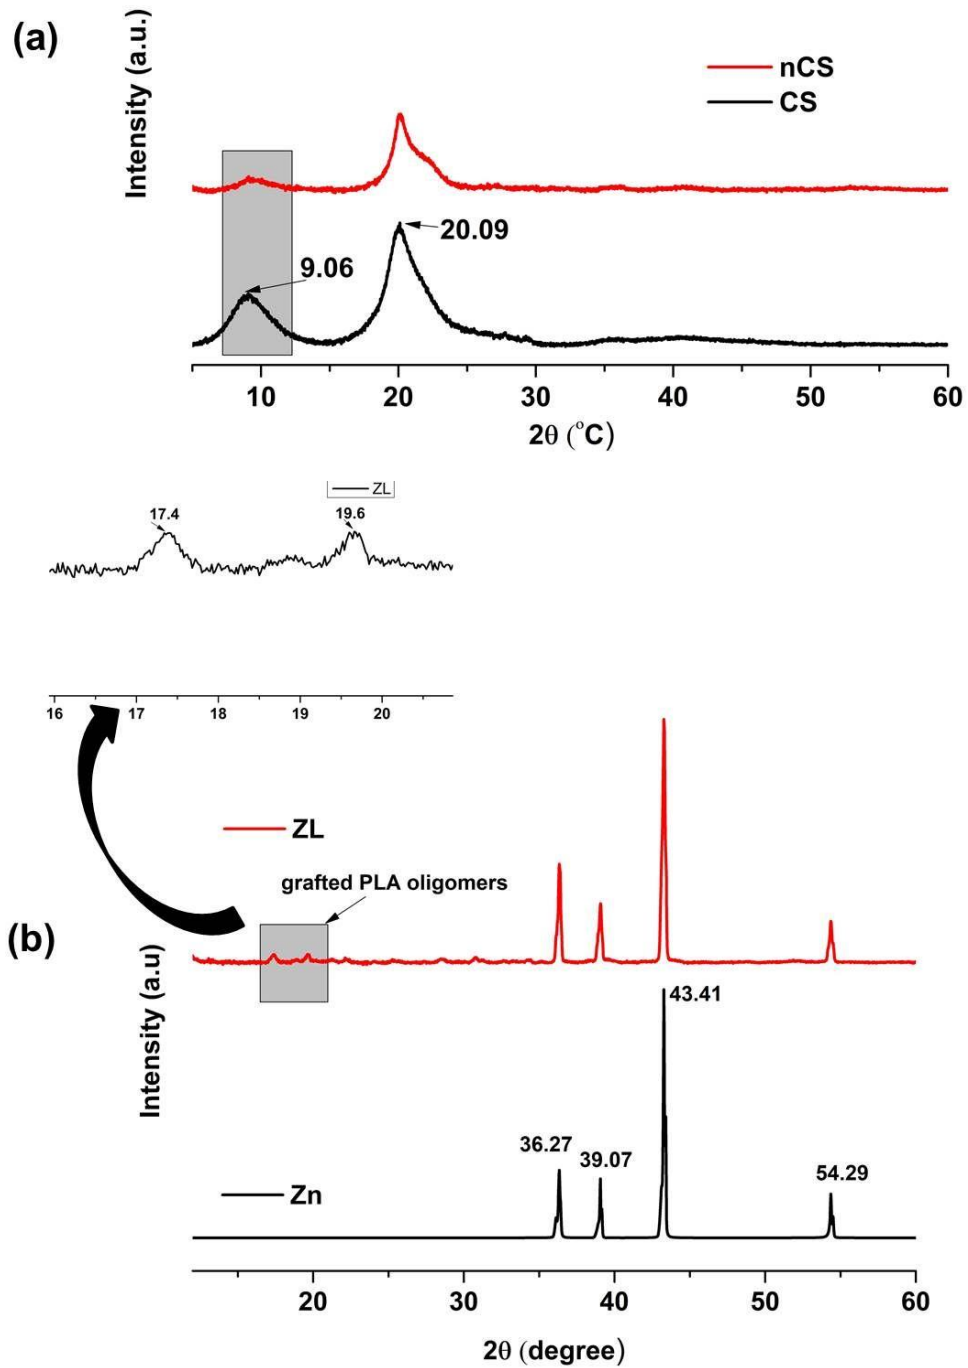 (a)
Intensity (a.u.)
nCS
CS
20.09
9.06
10 20 30 40 50 60
2θ (°C)
ZL
17.4 19.6
16 17 18 19 20
ZL
grafted PLA oligomers
(b)
Intensity (a.u)
43.41
36.27
39.07
54.29
Zn
20 30 40 50 60
2θ (degree)